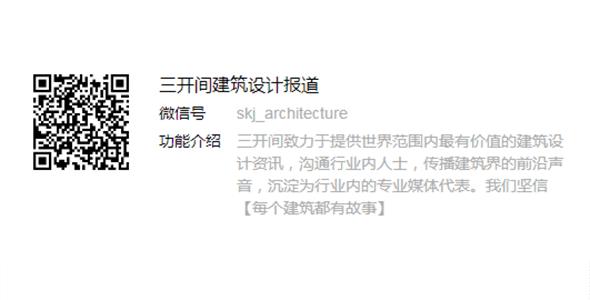 三开间建筑设计报道
微信号 skj_architecture
功能介绍 三开间致力于提供世界范围内最有价值的建筑设
计资讯，沟通行业内人士，传播建筑界的前沿声
音，沉淀为行业内的专业媒体代表。我们坚信
【每个建筑都有故事】